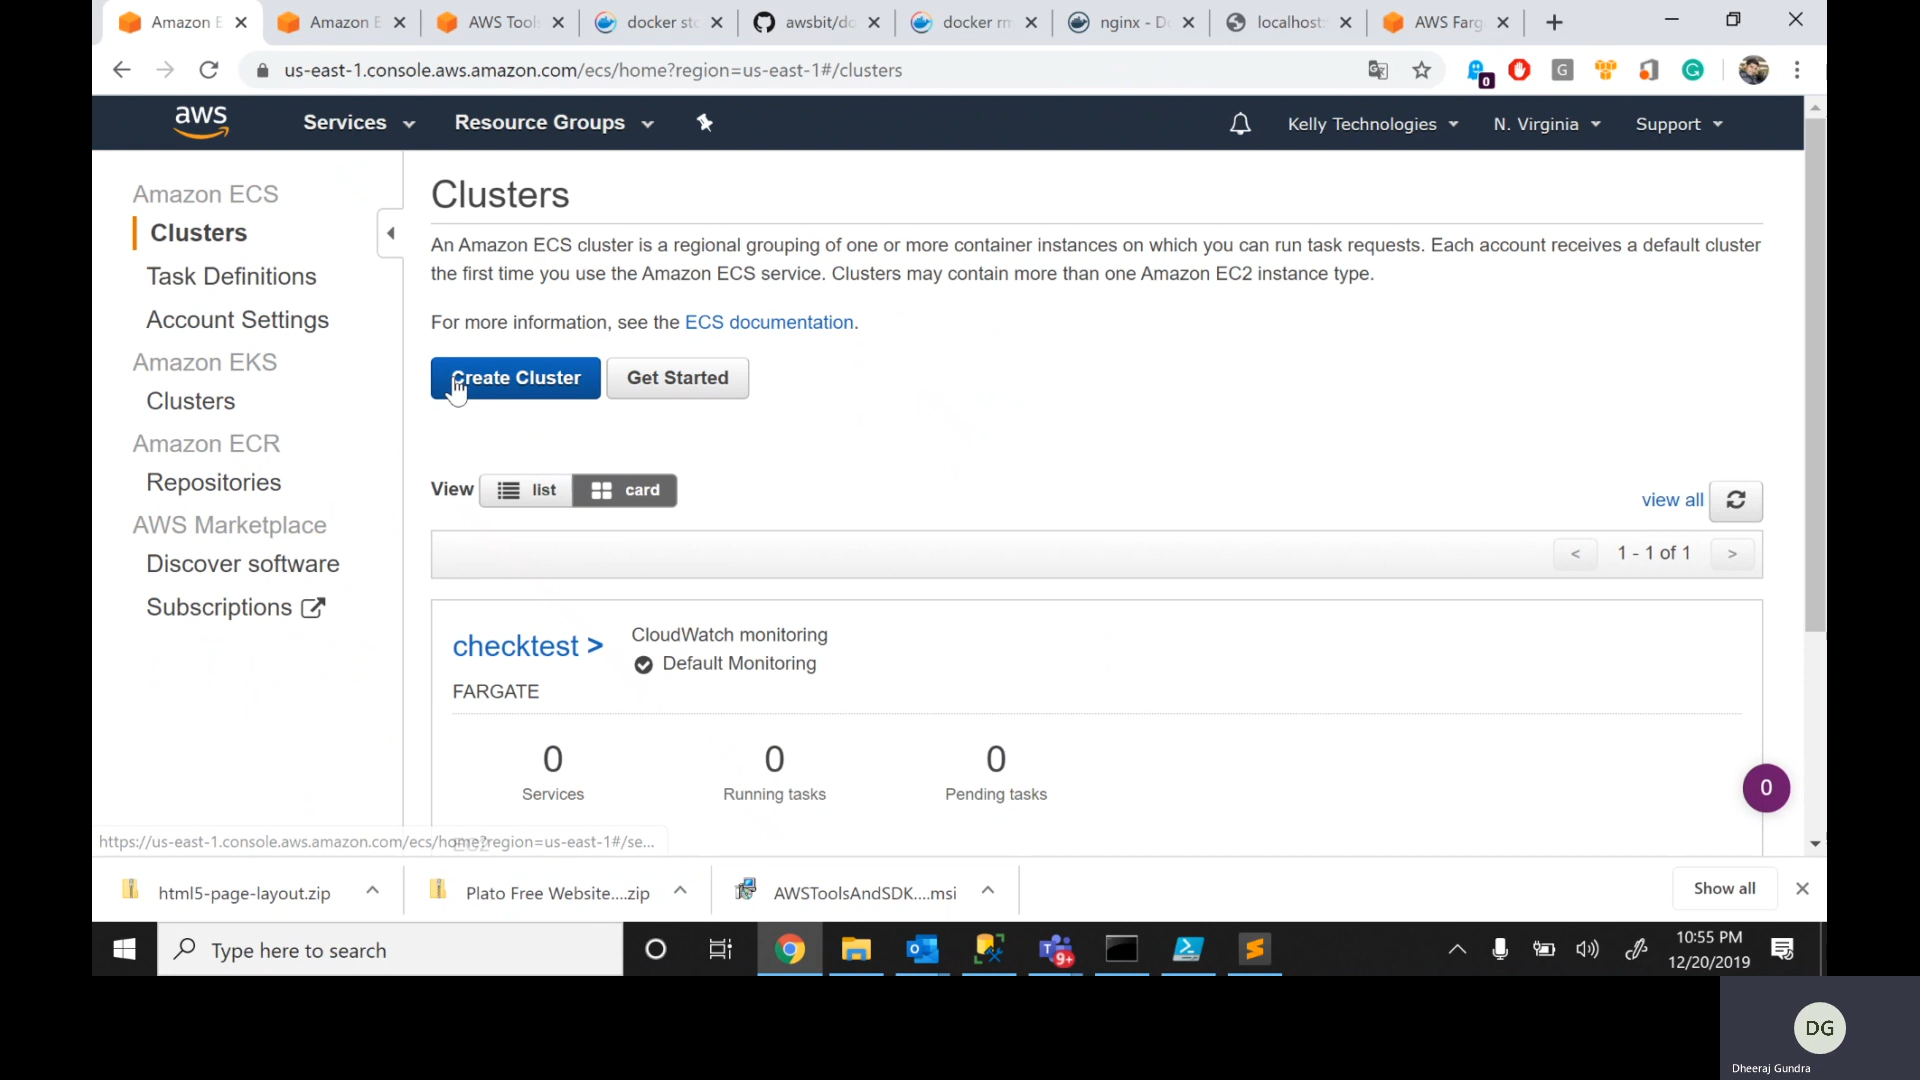 Amazon E
Amazon E
AWS Tool
docker sto
awsbit/do
docker rm
nginx - Do
localhost:
AWS Farg
us-east-1.console.aws.amazon.com/ecs/home?region=us-east-1#/clusters
0
G
aws
Services
Resource Groups
Kelly Technologies
N. Virginia
Support
Amazon ECS
Clusters
Task Definitions
Account Settings
Amazon EKS
Clusters
Amazon ECR
Repositories
AWS Marketplace
Discover software
Subscriptions
Clusters
An Amazon ECS cluster is a regional grouping of one or more container instances on which you can run task requests. Each account receives a default cluster
the first time you use the Amazon ECS service. Clusters may contain more than one Amazon EC2 instance type.
For more information, see the ECS documentation.
Create Cluster
Get Started
View
list
card
view all
< 1 - 1 of 1 >
checktest >
CloudWatch monitoring
Default Monitoring
FARGATE
0
0
0
Services
Running tasks
Pending tasks
0
https://us-east-1.console.aws.amazon.com/ecs/home?region=us-east-1#/se...
html5-page-layout.zip
Plato Free Website....zip
AWSToolsAndSDK....msi
Show all
Type here to search
9+
10:55 PM
12/20/2019
DG
Dheeraj Gundra